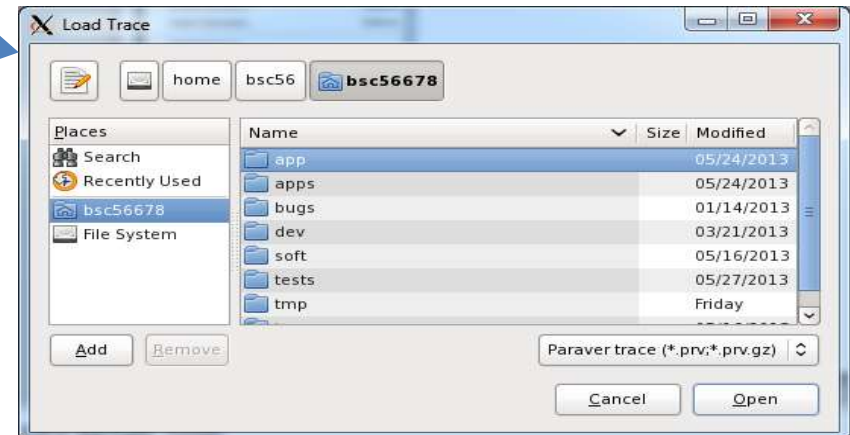 Load Trace
home bsc56 bsc56678
Places
Search
Recently Used
bsc56678
File System
Name Size Modified
app 05/24/2013
apps 05/24/2013
bugs 01/14/2013
dev 03/21/2013
soft 05/16/2013
tests 05/27/2013
tmp Friday
Add Remove
Paraver trace (*.prv;*.prv.gz)
Cancel Open